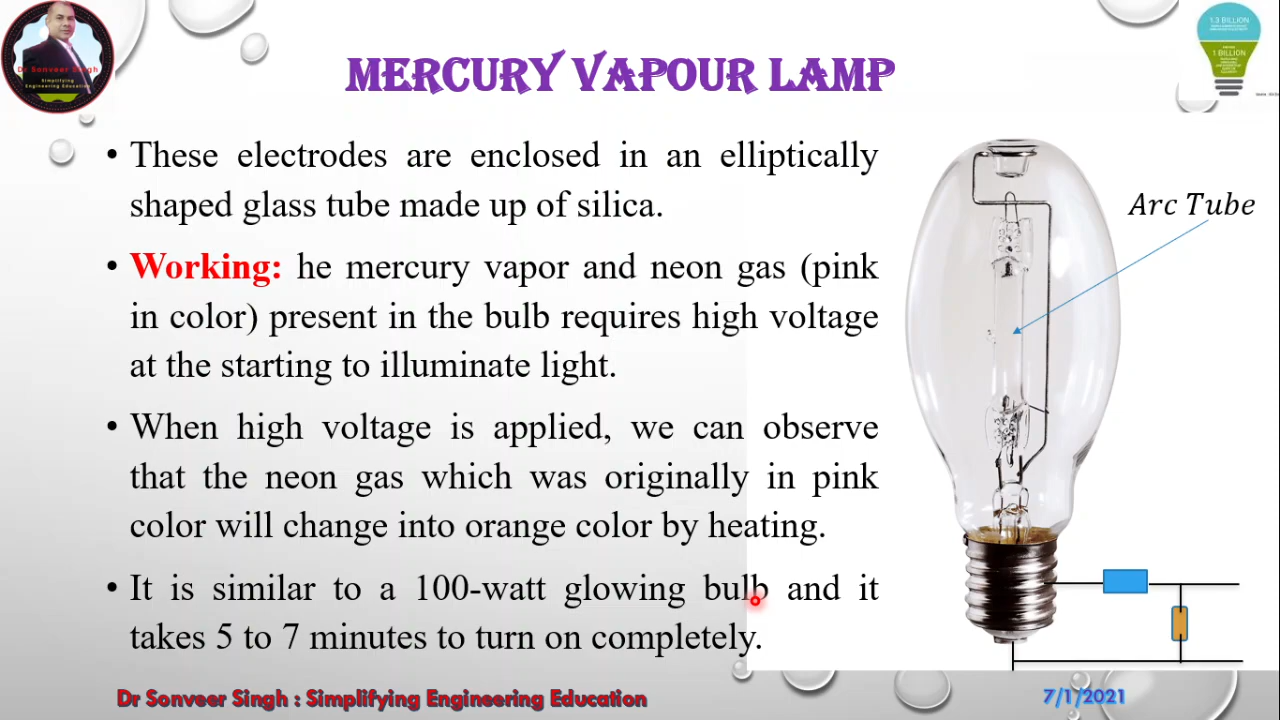 Dr Sonveer Singh
Simplifying
Engineering Education
MERCURY VAPOUR LAMP
1.3 BILLION
1 BILLION
• These electrodes are enclosed in an elliptically
shaped glass tube made up of silica.
• Working: he mercury vapor and neon gas (pink
in color) present in the bulb requires high voltage
at the starting to illuminate light.
• When high voltage is applied, we can observe
that the neon gas which was originally in pink
color will change into orange color by heating.
• It is similar to a 100-watt glowing bulb and it
takes 5 to 7 minutes to turn on completely.
Arc Tube
Dr Sonveer Singh : Simplifying Engineering Education
7/1/2021